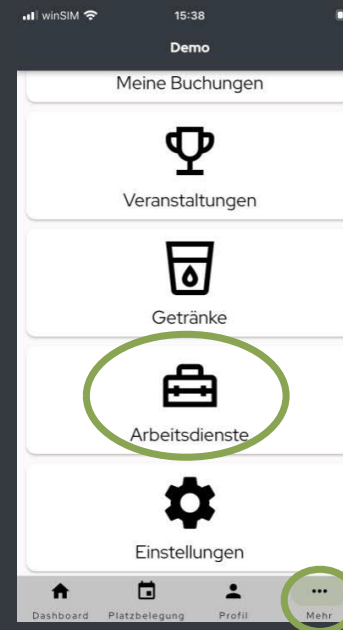 winSIM
15:38
Demo
Meine Buchungen
Veranstaltungen
Getränke
Arbeitsdienste
Einstellungen
Dashboard Platzbelegung Profil Mehr